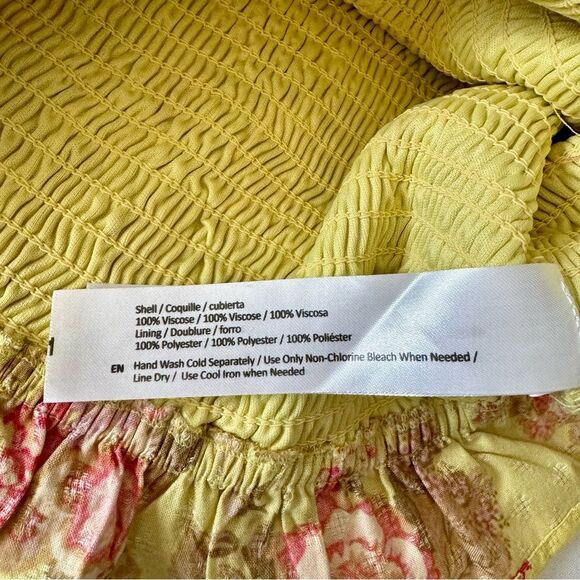 Shell / Coquille / cubierta
100% Viscose / 100% Viscose / 100% Viscosa
Lining / Doublure / forro
100% Polyester / 100% Polyester / 100% Poliéster
EN Hand Wash Cold Separately / Use Only Non-Chlorine Bleach When Needed /
Line Dry / Use Cool Iron when Needed